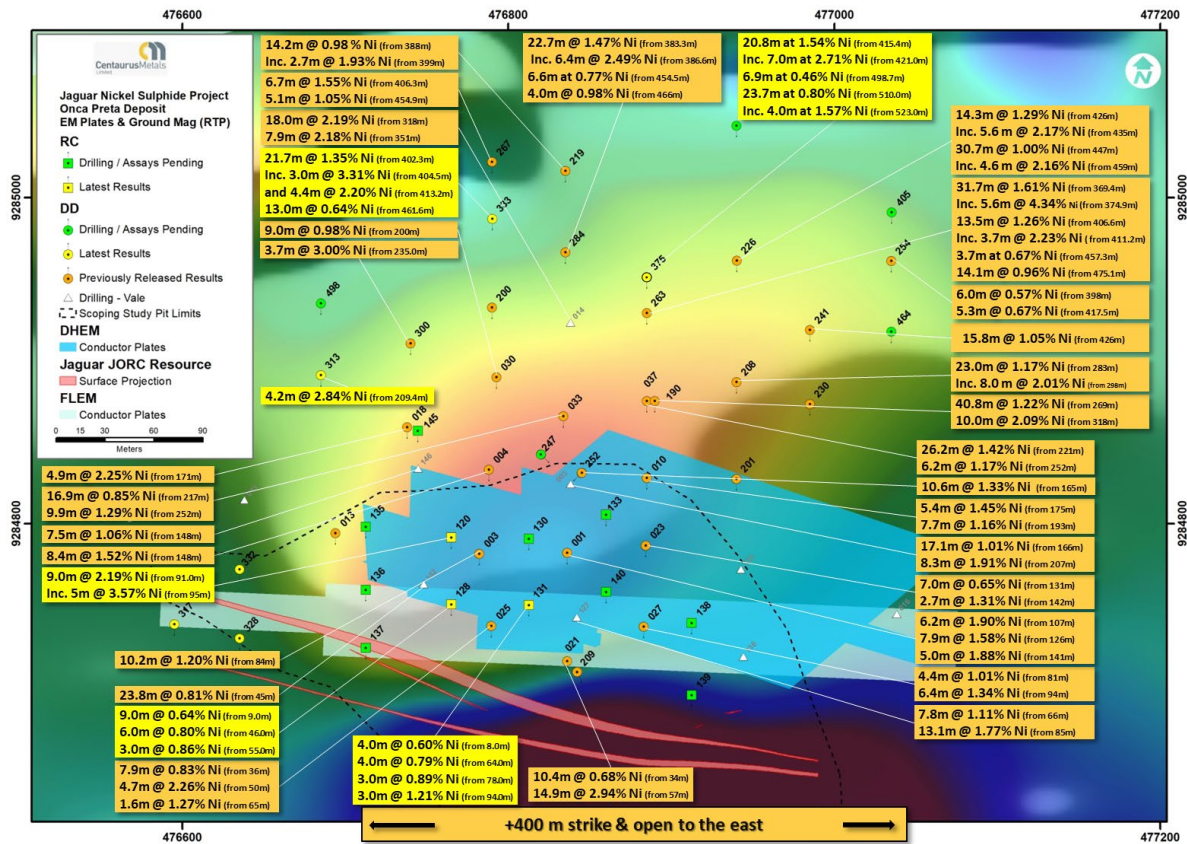 476600
476800
477000
477200
CentaurusMetals
LIMITED
Jaguar Nickel Sulphide Project
Onca Preta Deposit
EM Plates & Ground Mag (RTP)
RC
Drilling / Assays Pending
Latest Results
DD
Drilling / Assays Pending
Latest Results
Previously Released Results
Drilling - Vale
Scoping Study Pit Limits
DHEM
Conductor Plates
Jaguar JORC Resource
Surface Projection
FLEM
Conductor Plates
0 15 30 60 90
Meters
N
14.2m @ 0.98 % Ni (from 388m)
Inc. 2.7m @ 1.93% Ni (from 399m)
6.7m @ 1.55% Ni (from 406.3m)
5.1m @ 1.05% Ni (from 454.9m)
18.0m @ 2.19% Ni (from 318m)
7.9m @ 2.18% Ni (from 351m)
21.7m @ 1.35% Ni (from 402.3m)
Inc. 3.0m @ 3.31% Ni (from 404.5m)
and 4.4m @ 2.20% Ni (from 413.2m)
13.0m @ 0.64% Ni (from 461.6m)
9.0m @ 0.98% Ni (from 200m)
3.7m @ 3.00% Ni (from 235.0m)
22.7m @ 1.47% Ni (from 383.3m)
Inc. 6.4m @ 2.49% Ni (from 386.6m)
6.6m at 0.77% Ni (from 454.5m)
4.0m @ 0.98% Ni (from 466m)
20.8m at 1.54% Ni (from 415.4m)
Inc. 7.0m at 2.71% Ni (from 421.0m)
6.9m at 0.46% Ni (from 498.7m)
23.7m at 0.80% Ni (from 510.0m)
Inc. 4.0m at 1.57% Ni (from 523.0m)
14.3m @ 1.29% Ni (from 426m)
Inc. 5.6 m @ 2.17% Ni (from 435m)
30.7m @ 1.00% Ni (from 447m)
Inc. 4.6 m @ 2.16% Ni (from 459m)
31.7m @ 1.61% Ni (from 369.4m)
Inc. 5.6m @ 4.34% Ni (from 374.9m)
13.5m @ 1.26% Ni (from 406.6m)
Inc. 3.7m @ 2.23% Ni (from 411.2m)
3.7m at 0.67% Ni (from 457.3m)
14.1m @ 0.96% Ni (from 475.1m)
6.0m @ 0.57% Ni (from 398m)
5.3m @ 0.67% Ni (from 417.5m)
15.8m @ 1.05% Ni (from 426m)
23.0m @ 1.17% Ni (from 283m)
Inc. 8.0 m @ 2.01% Ni (from 298m)
40.8m @ 1.22% Ni (from 269m)
10.0m @ 2.09% Ni (from 318m)
26.2m @ 1.42% Ni (from 221m)
6.2m @ 1.17% Ni (from 252m)
10.6m @ 1.33% Ni (from 165m)
5.4m @ 1.45% Ni (from 175m)
7.7m @ 1.16% Ni (from 193m)
17.1m @ 1.01% Ni (from 166m)
8.3m @ 1.91% Ni (from 207m)
7.0m @ 0.65% Ni (from 131m)
2.7m @ 1.31% Ni (from 142m)
6.2m @ 1.90% Ni (from 107m)
7.9m @ 1.58% Ni (from 126m)
5.0m @ 1.88% Ni (from 141m)
4.4m @ 1.01% Ni (from 81m)
6.4m @ 1.34% Ni (from 94m)
7.8m @ 1.11% Ni (from 66m)
13.1m @ 1.77% Ni (from 85m)
4.2m @ 2.84% Ni (from 209.4m)
4.9m @ 2.25% Ni (from 171m)
16.9m @ 0.85% Ni (from 217m)
9.9m @ 1.29% Ni (from 252m)
7.5m @ 1.06% Ni (from 148m)
8.4m @ 1.52% Ni (from 148m)
9.0m @ 2.19% Ni (from 91.0m)
Inc. 5m @ 3.57% Ni (from 95m)
10.2m @ 1.20% Ni (from 84m)
23.8m @ 0.81% Ni (from 45m)
9.0m @ 0.64% Ni (from 9.0m)
6.0m @ 0.80% Ni (from 46.0m)
3.0m @ 0.86% Ni (from 55.0m)
7.9m @ 0.83% Ni (from 36m)
4.7m @ 2.26% Ni (from 50m)
1.6m @ 1.27% Ni (from 65m)
4.0m @ 0.60% Ni (from 8.0m)
4.0m @ 0.79% Ni (from 64.0m)
3.0m @ 0.89% Ni (from 78.0m)
3.0m @ 1.21% Ni (from 94.0m)
10.4m @ 0.68% Ni (from 34m)
14.9m @ 2.94% Ni (from 57m)
+400 m strike & open to the east
267
219
333
284
375
226
405
254
498
200
014
263
241
464
300
313
030
208
037
190
230
033
018
145
247
004
146
252
010
201
013
135
120
130
133
003
001
023
332
136
128
131
140
317
328
025
127
027
138
137
021
209
139
9285000
9284800
9285000
9284800
476600
476800
477000
477200